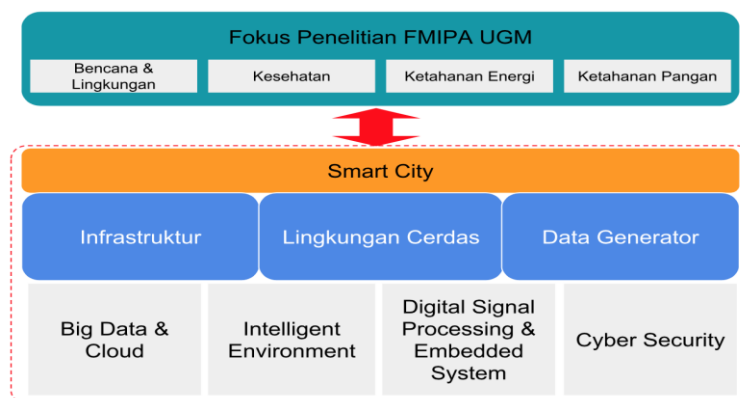 Fokus Penelitian FMIPA UGM
Bencana &
Lingkungan
Kesehatan
Ketahanan Energi
Ketahanan Pangan
Smart City
Infrastruktur
Lingkungan Cerdas
Data Generator
Big Data &
Cloud
Intelligent
Environment
Digital Signal
Processing &
Embedded
System
Cyber Security